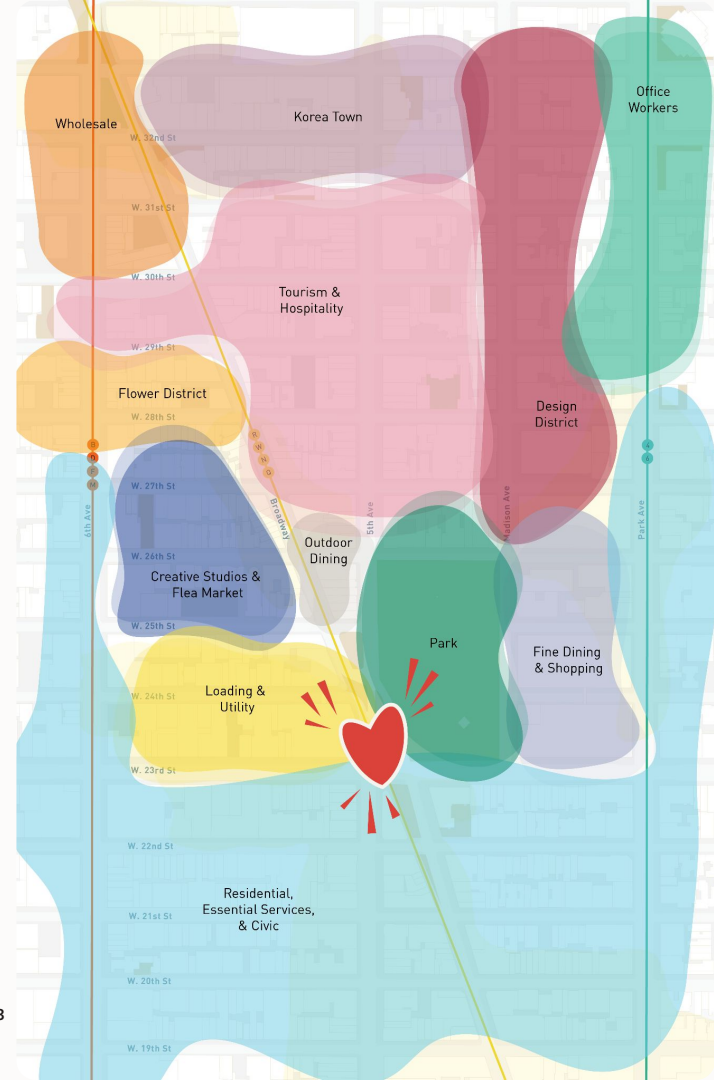 Office
Workers
Korea Town
Wholesale
W. 32nd St
W. 31st St
W. 30th St
Tourism &
Hospitality
W. 29th St
Flower District
Design
District
W. 28th St
R
W
N
Q
B
D
F
M
6
4
6th Ave
W. 27th St
Broadway
5th Ave
Madison Ave
Park Ave
Outdoor
Dining
W. 26th St
Creative Studios &
Flea Market
W. 25th St
Park
Fine Dining
& Shopping
Loading &
Utility
W. 24th St
W. 23rd St
W. 22nd St
Residential,
Essential Services,
& Civic
W. 21st St
W. 20th St
3
W. 19th St